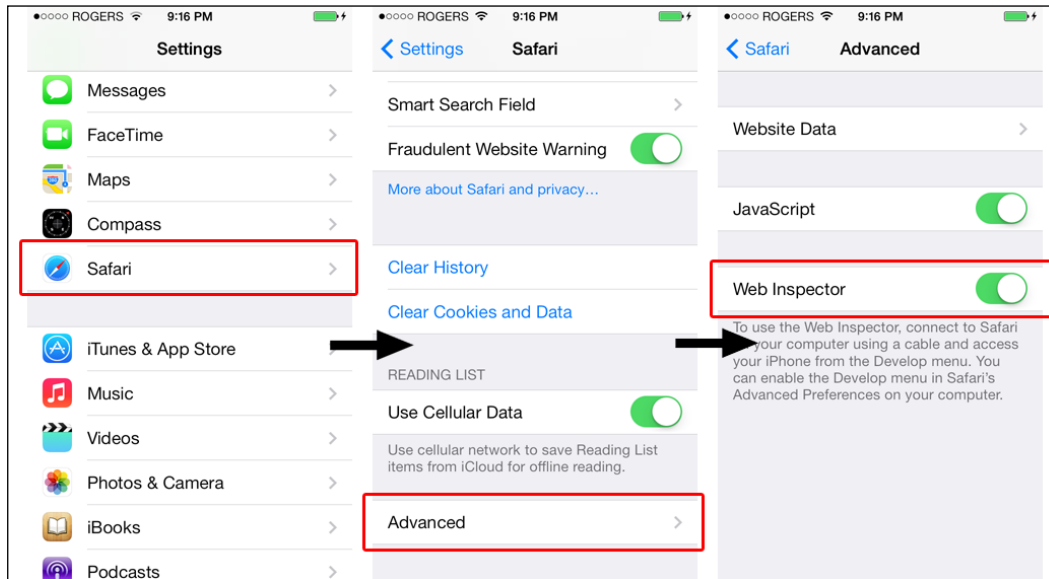 ROGERS 9:16 PM
Settings
Messages
FaceTime
Maps
Compass
Safari
iTunes & App Store
Music
Videos
Photos & Camera
iBooks
Podcasts
ROGERS 9:16 PM
Settings Safari
Smart Search Field
Fraudulent Website Warning
More about Safari and privacy...
Clear History
Clear Cookies and Data
READING LIST
Use Cellular Data
Use cellular network to save Reading List
items from iCloud for offline reading.
Advanced
ROGERS 9:16 PM
Safari Advanced
Website Data
JavaScript
Web Inspector
To use the Web Inspector, connect to Safari
your computer using a cable and access
your iPhone from the Develop menu. You
can enable the Develop menu in Safari's
Advanced Preferences on your computer.